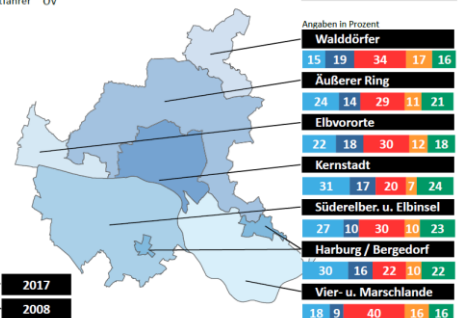 ÖV
Angaben in Prozent
Walddörfer
15 19 34 17 16
Äußerer Ring
24 14 29 11 21
Elbvororte
22 18 30 12 18
Kernstadt
31 17 20 7 24
Süderelber. u. Elbinsel
27 10 30 10 23
Harburg / Bergedorf
30 16 22 10 22
Vier- u. Marschlande
18 9 40 16 16
2017
2008